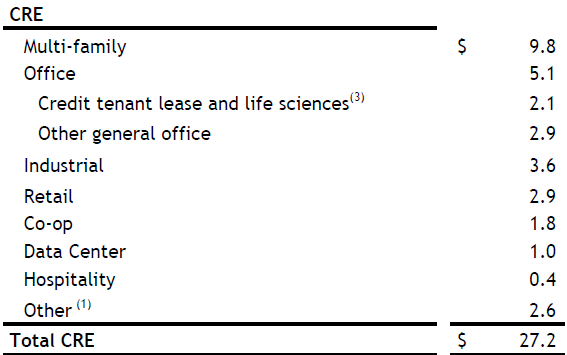 CRE
Multi-family $ 9.8
Office 5.1
Credit tenant lease and life sciences(3) 2.1
Other general office 2.9
Industrial 3.6
Retail 2.9
Co-op 1.8
Data Center 1.0
Hospitality 0.4
Other (1) 2.6
Total CRE $ 27.2